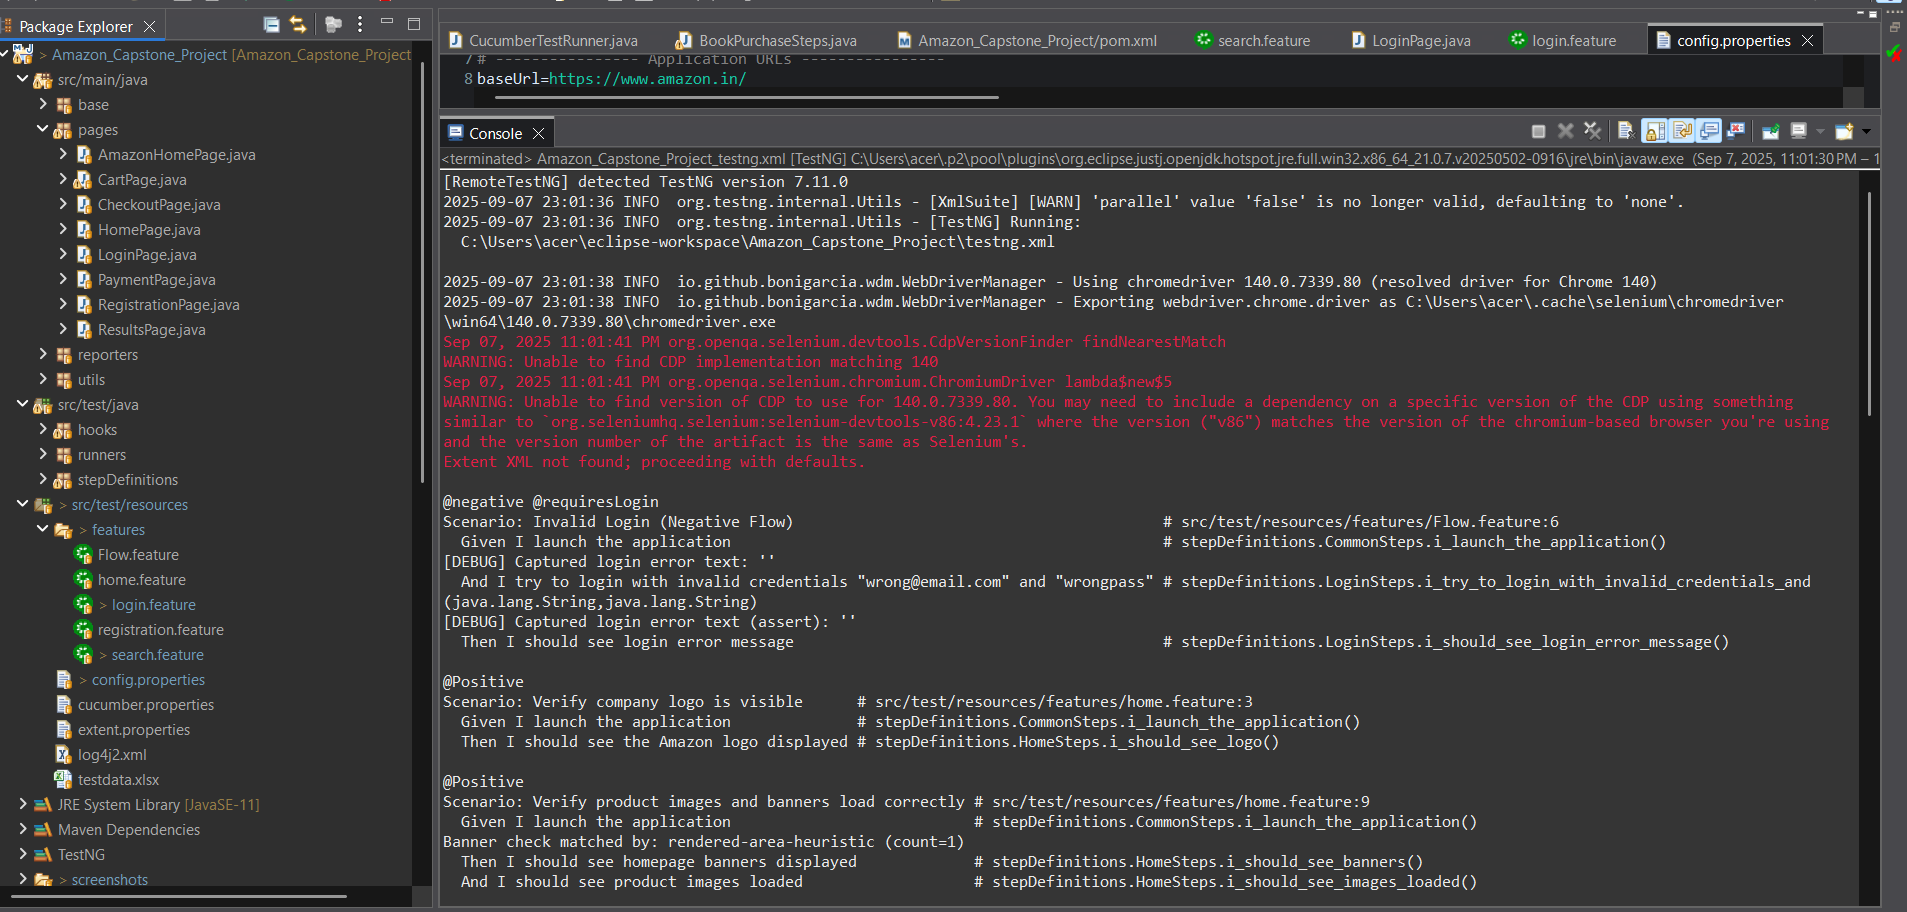 Package Explorer
> Amazon_Capstone_Project [Amazon_Capstone_Project
src/main/java
base
pages
AmazonHomePage.java
CartPage.java
CheckoutPage.java
HomePage.java
LoginPage.java
PaymentPage.java
RegistrationPage.java
ResultsPage.java
reporters
utils
src/test/java
hooks
runners
stepDefinitions
> src/test/resources
> features
Flow.feature
home.feature
> login.feature
registration.feature
> search.feature
> config.properties
cucumber.properties
extent.properties
log4j2.xml
testdata.xlsx
JRE System Library [JavaSE-11]
Maven Dependencies
TestNG
> screenshots
CucumberTestRunner.java
BookPurchaseSteps.java
Amazon_Capstone_Project/pom.xml
search.feature
LoginPage.java
login.feature
config.properties
7 # ---------------- Application URLs ----------------
8 baseUrl=https://www.amazon.in/
Console
<terminated> Amazon_Capstone_Project_testng.xml [TestNG] C:\Users\acer\.p2\pool\plugins\org.eclipse.justj.openjdk.hotspot.jre.full.win32.x86_64_21.0.7.v20250502-0916\jre\bin\javaw.exe (Sep 7, 2025, 11:01:30 PM – 1
[RemoteTestNG] detected TestNG version 7.11.0
2025-09-07 23:01:36 INFO  org.testng.internal.Utils - [XmlSuite] [WARN] 'parallel' value 'false' is no longer valid, defaulting to 'none'.
2025-09-07 23:01:36 INFO  org.testng.internal.Utils - [TestNG] Running:
C:\Users\acer\eclipse-workspace\Amazon_Capstone_Project\testng.xml
2025-09-07 23:01:38 INFO  io.github.bonigarcia.wdm.WebDriverManager - Using chromedriver 140.0.7339.80 (resolved driver for Chrome 140)
2025-09-07 23:01:38 INFO  io.github.bonigarcia.wdm.WebDriverManager - Exporting webdriver.chrome.driver as C:\Users\acer\.cache\selenium\chromedriver
\win64\140.0.7339.80\chromedriver.exe
Sep 07, 2025 11:01:41 PM org.openqa.selenium.devtools.CdpVersionFinder findNearestMatch
WARNING: Unable to find CDP implementation matching 140
Sep 07, 2025 11:01:41 PM org.openqa.selenium.chromium.ChromiumDriver lambda$new$5
WARNING: Unable to find version of CDP to use for 140.0.7339.80. You may need to include a dependency on a specific version of the CDP using something
similar to `org.seleniumhq.selenium:selenium-devtools-v86:4.23.1` where the version ("v86") matches the version of the chromium-based browser you're using
and the version number of the artifact is the same as Selenium's.
Extent XML not found; proceeding with defaults.
@negative @requiresLogin
Scenario: Invalid Login (Negative Flow) # src/test/resources/features/Flow.feature:6
Given I launch the application # stepDefinitions.CommonSteps.i_launch_the_application()
[DEBUG] Captured login error text: ''
And I try to login with invalid credentials "wrong@email.com" and "wrongpass" # stepDefinitions.LoginSteps.i_try_to_login_with_invalid_credentials_and
(java.lang.String,java.lang.String)
[DEBUG] Captured login error text (assert): ''
Then I should see login error message # stepDefinitions.LoginSteps.i_should_see_login_error_message()
@Positive
Scenario: Verify company logo is visible # src/test/resources/features/home.feature:3
Given I launch the application # stepDefinitions.CommonSteps.i_launch_the_application()
Then I should see the Amazon logo displayed # stepDefinitions.HomeSteps.i_should_see_logo()
@Positive
Scenario: Verify product images and banners load correctly # src/test/resources/features/home.feature:9
Given I launch the application # stepDefinitions.CommonSteps.i_launch_the_application()
Banner check matched by: rendered-area-heuristic (count=1)
Then I should see homepage banners displayed # stepDefinitions.HomeSteps.i_should_see_banners()
And I should see product images loaded # stepDefinitions.HomeSteps.i_should_see_images_loaded()